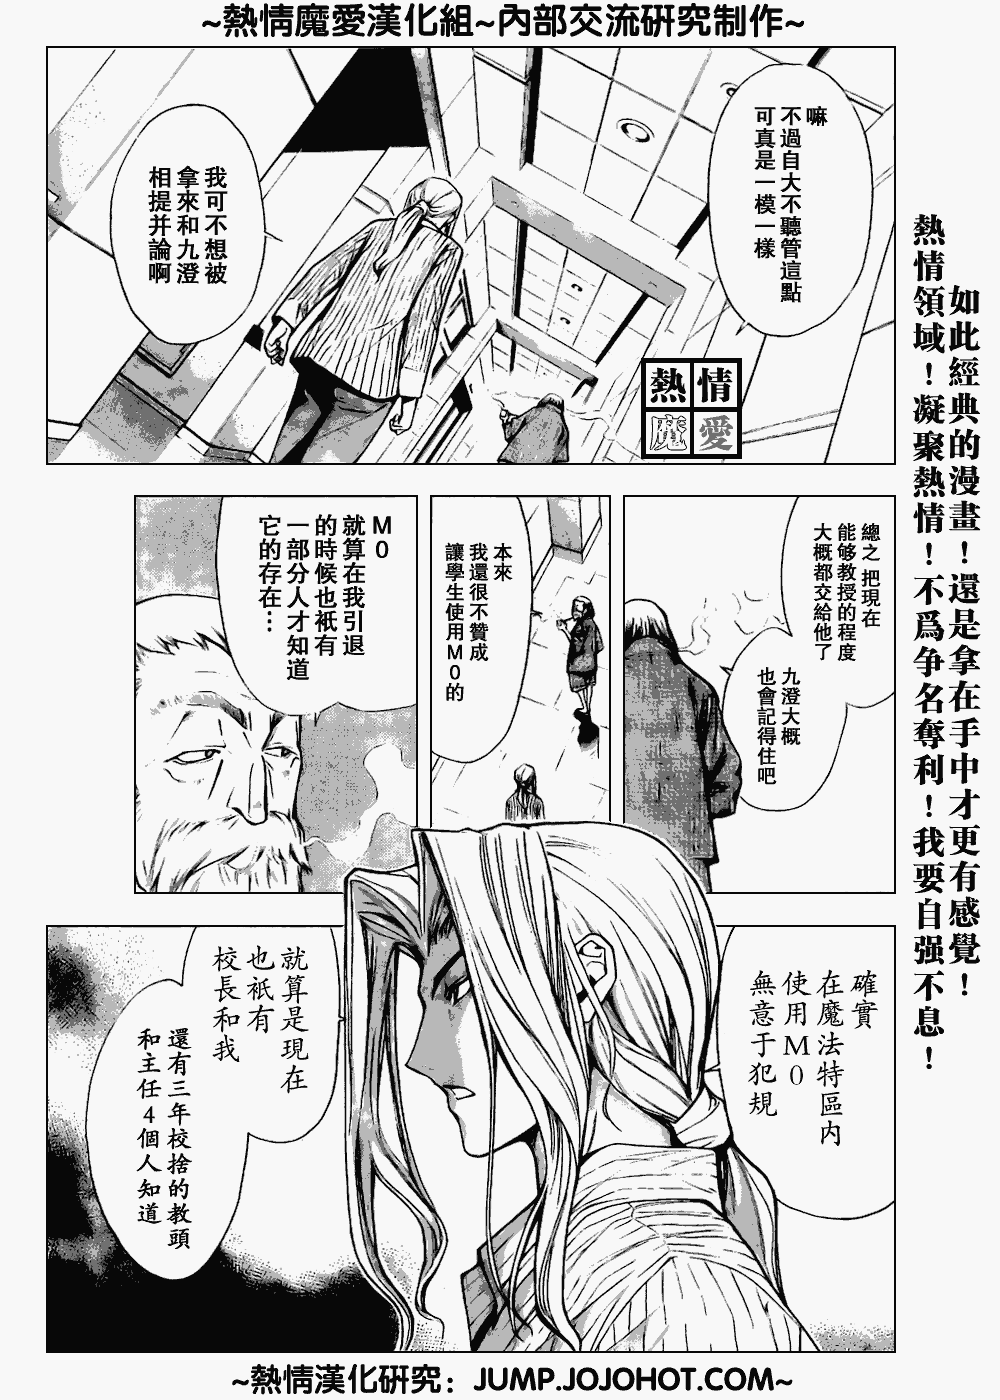 ~熱情魔愛漢化組~內部交流研究制作~
嘛
不過自大不聽管這點
可真是一模一樣
我可不想被
拿來和九澄
相提并論啊
熱情
魔愛
總之 把現在
能够教授的程度
大概都交給他了
九澄大概
也會記得住吧
本來
我還很不贊成
讓學生使用M0的
M0
就算在我引退
的時候也衹有
一部分人才知道
它的存在…
確實
在魔法特區内
使用M0
無意于犯規
就算是現在
也衹有
校長和我
還有三年校捨的教頭
和主任4個人知道
如此經典的漫畫！還是拿在手中才更有感覺！
熱情領域！凝聚熱情！不爲争名奪利！我要自强不息！
~熱情漢化研究：JUMP.JOJOHOT.COM~